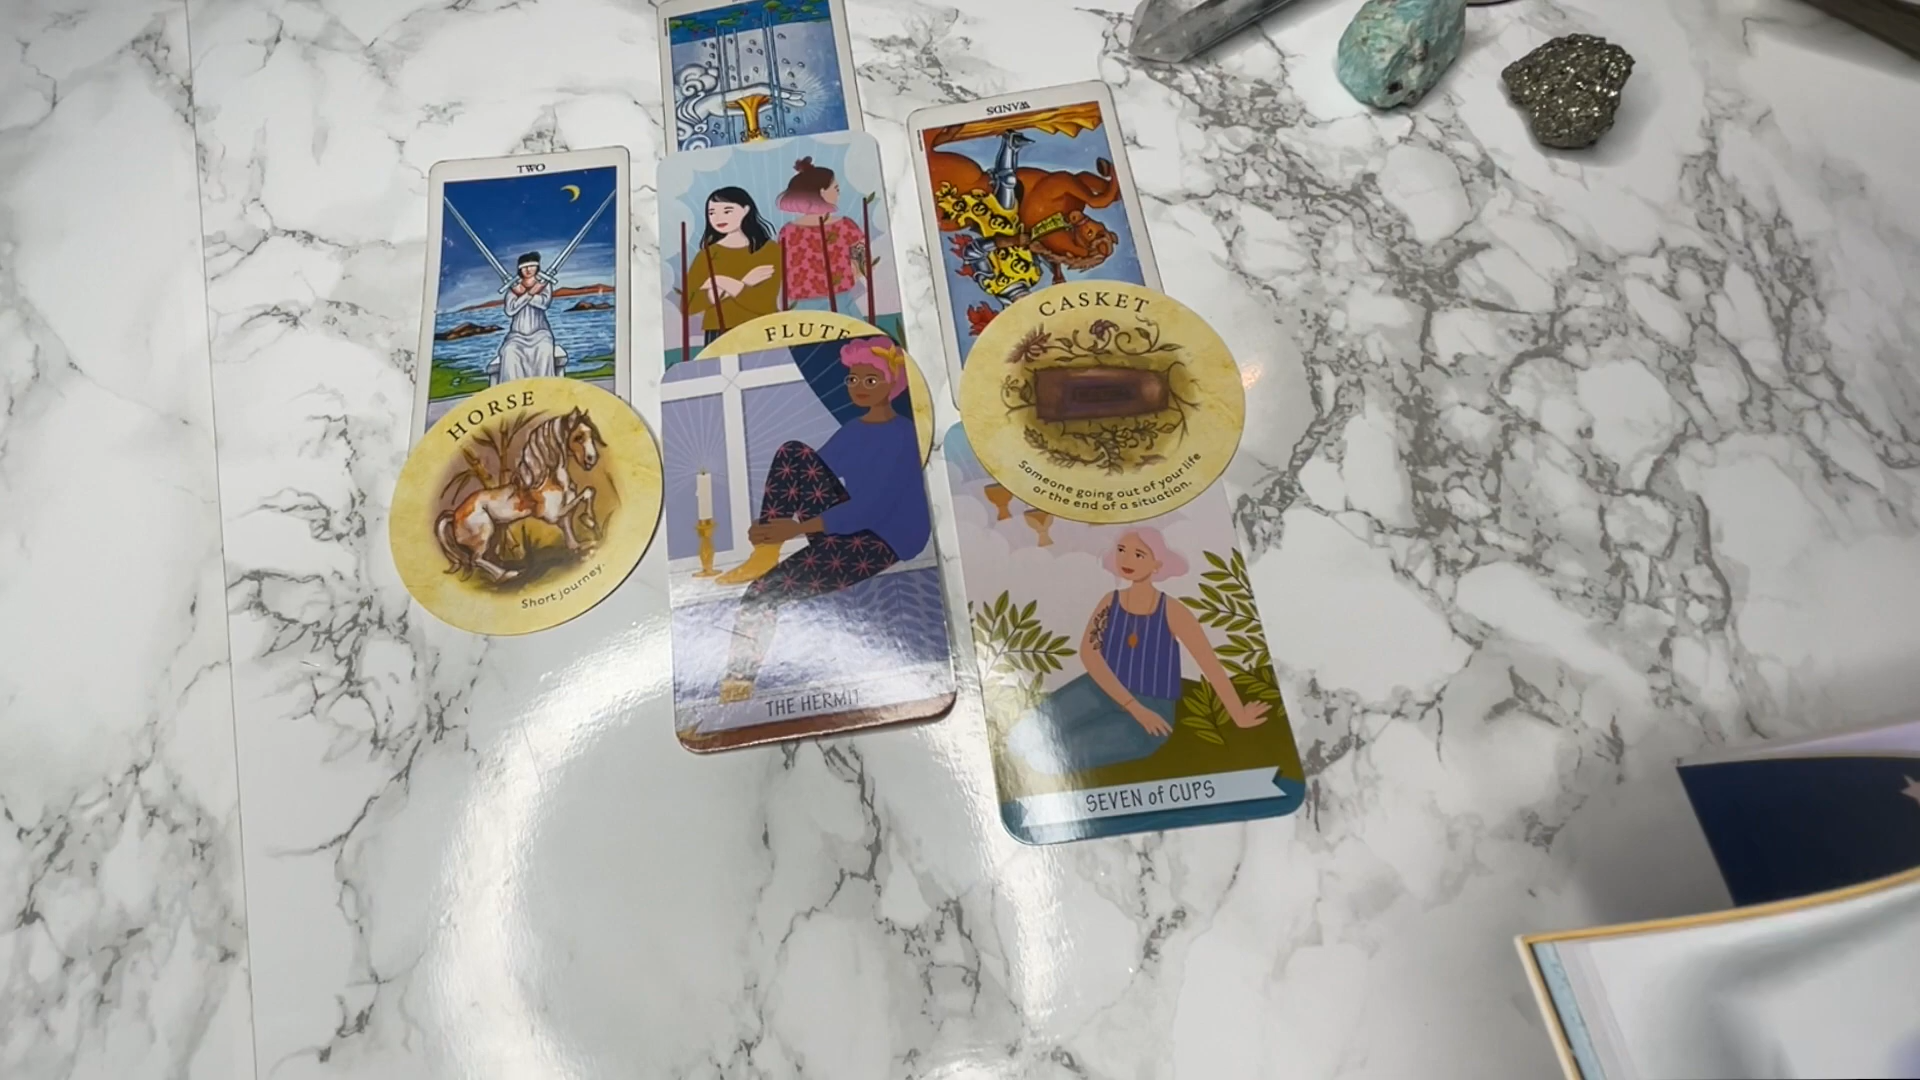 TWO
WANDS
HORSE
Short journey.
FLUTE
CASKET
Someone going out of your life
or the end of a situation.
THE HERMIT
SEVEN of CUPS